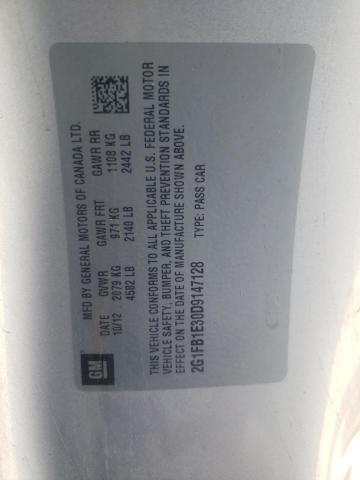 MFD BY GENERAL MOTORS OF CANADA LTD.
DATE GVWR GAWR FRT GAWR RR
10/12 2079 KG 971 KG 1108 KG
4582 LB 2140 LB 2442 LB
THIS VEHICLE CONFORMS TO ALL APPLICABLE U.S. FEDERAL MOTOR
VEHICLE SAFETY, BUMPER, AND THEFT PREVENTION STANDARDS IN
EFFECT ON THE DATE OF MANUFACTURE SHOWN ABOVE.
2G1FB1E30D9147128 TYPE: PASS CAR
GM